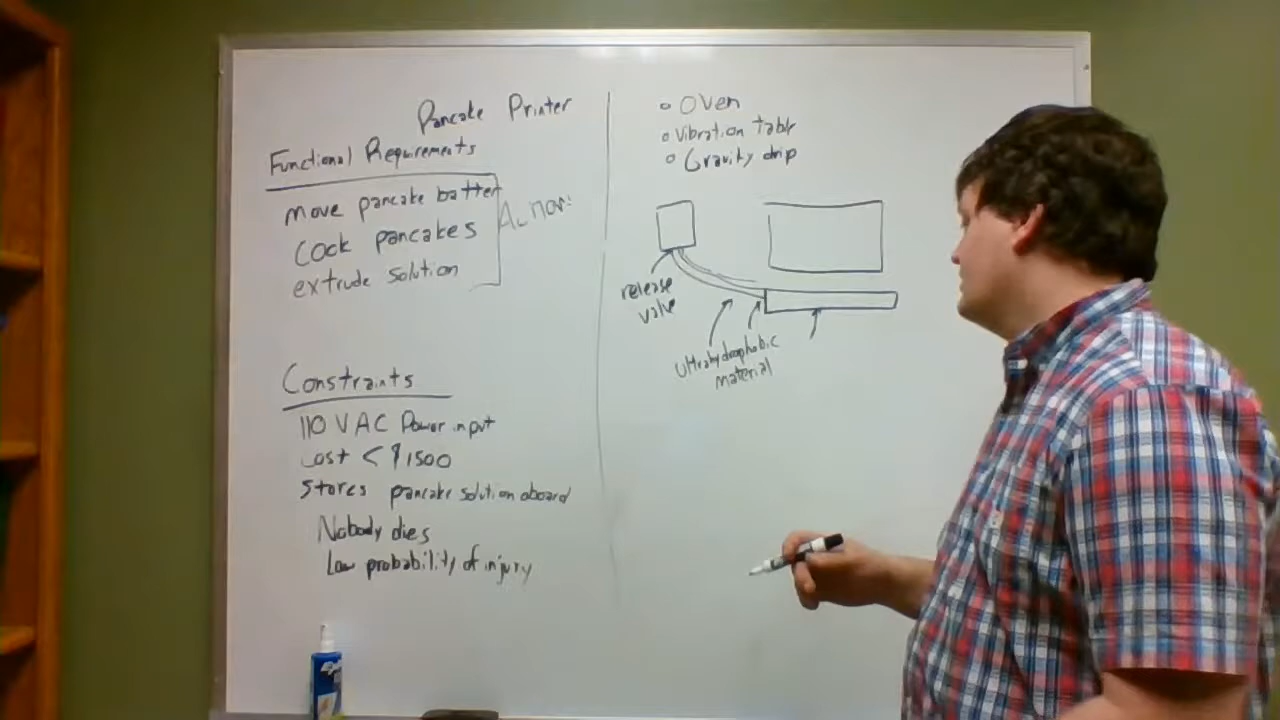 Pancake Printer
Functional Requirements
move pancake batter
cook pancakes
extrude solution
Constraints
110 VAC Power input
cost < $1500
stores pancake solution aboard
Nobody dies
Low probability of injury
Oven
Vibration table
Gravity drip
release
valve
Ultrahydrophobic
material